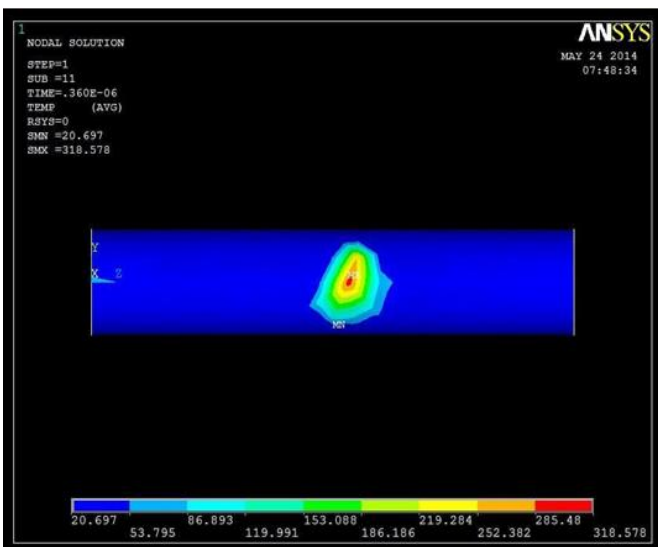 1
NODAL SOLUTION
STEP=1
SUB =11
TIME=.360E-06
TEMP (AVG)
RSYS=0
SMN =20.697
SMX =318.578
ANSYS
MAY 24 2014
07:48:34
Y
X Z
MX
MN
20.697 86.893 153.088 219.284 285.48
53.795 119.991 186.186 252.382 318.578